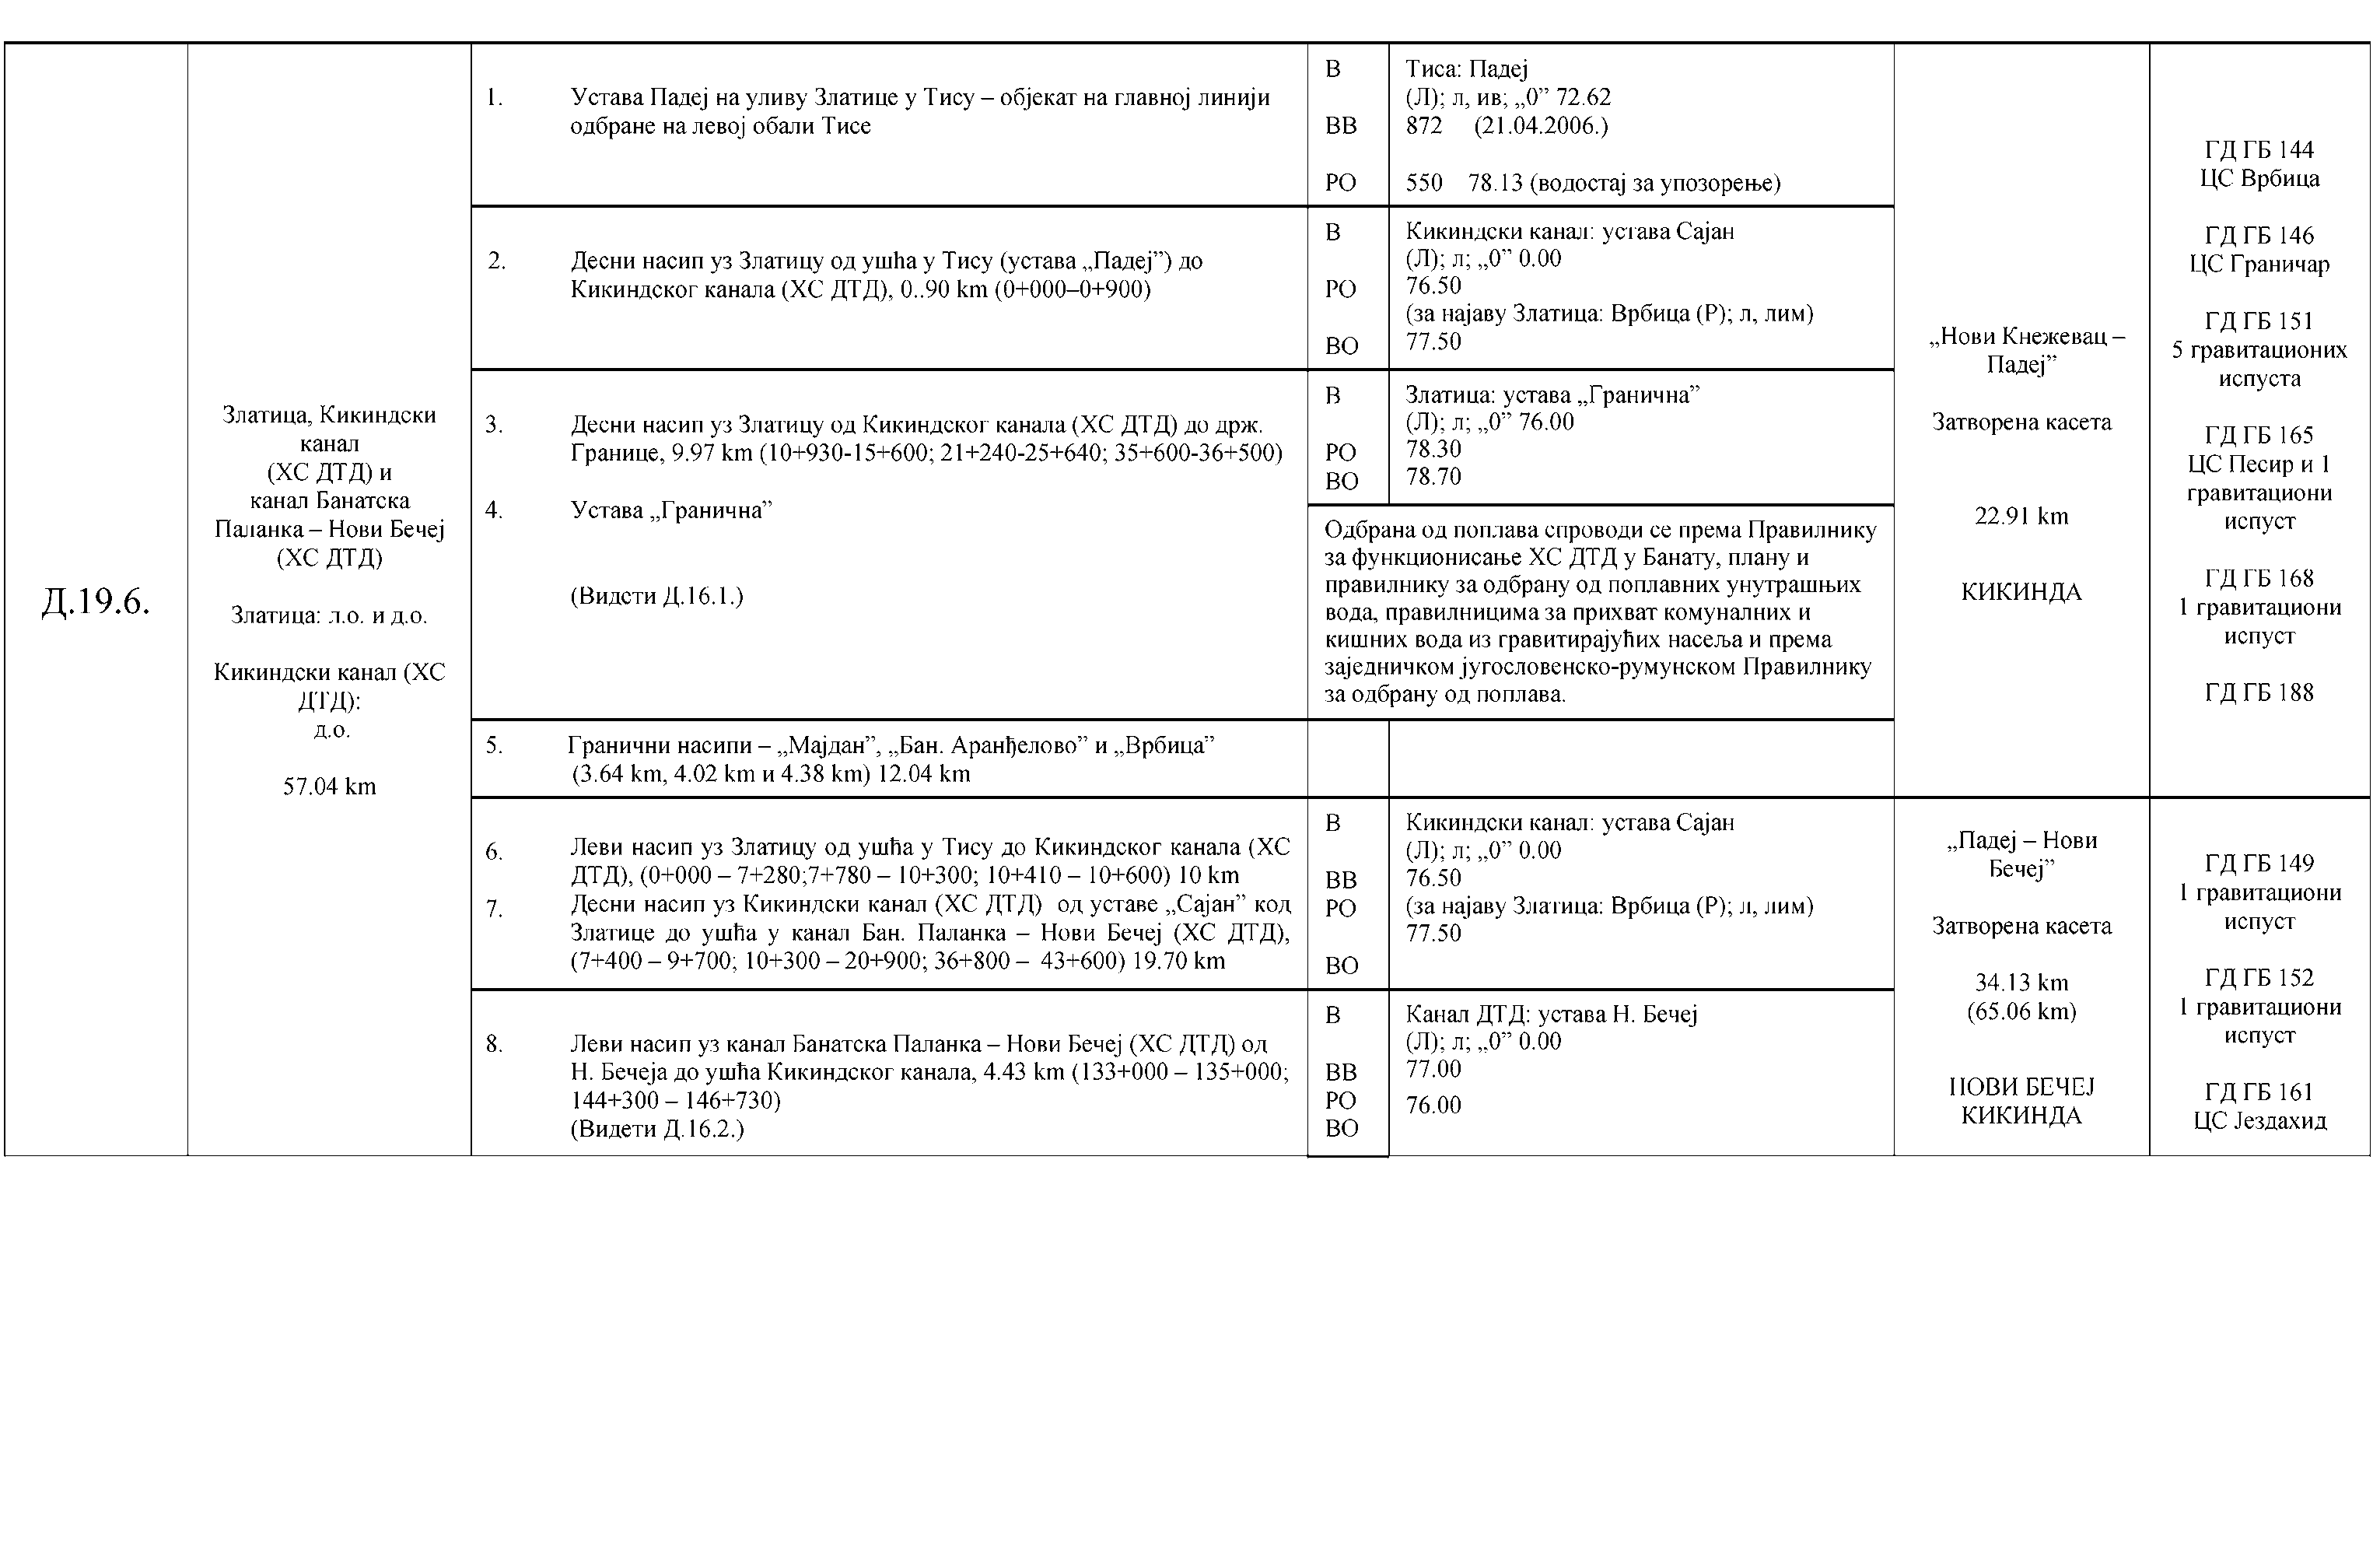 Д.19.6.
Златица, Кикиндски
канал
(ХС ДТД) и
канал Банатска
Паланка – Нови Бечеј
(ХС ДТД)
Златица: л.о. и д.о.
Кикиндски канал (ХС
ДТД):
д.о.
57.04 km
1. Устава Падеј на уливу Златице у Тису – објекат на главној линији
одбране на левој обали Тисе
В Тиса: Падеј
(Л); л, ив; „0” 72.62
ВВ 872 (21.04.2006.)
РО 550 78.13 (водостај за упозорење)
2. Десни насип уз Златицу од ушћа у Тису (устава „Падеј”) до
Кикиндског канала (ХС ДТД), 0..90 km (0+000–0+900)
В Кикиндски канал: устава Сајан
(Л); л; „0” 0.00
РО 76.50
(за најаву Златица: Врбица (Р); л, лим)
ВО 77.50
3. Десни насип уз Златицу од Кикиндског канала (ХС ДТД) до држ.
Границе, 9.97 km (10+930-15+600; 21+240-25+640; 35+600-36+500)
4. Устава „Гранична”
(Видети Д.16.1.)
В Златица: устава „Гранична”
(Л); л; „0” 76.00
РО 78.30
ВО 78.70
Одбрана од поплава спроводи се према Правилнику
за функционисање ХС ДТД у Банату, плану и
правилнику за одбрану од поплавних унутрашњих
вода, правилницима за прихват комуналних и
кишних вода из гравитирајућих насеља и према
заједничком југословенско-румунском Правилнику
за одбрану од поплава.
5. Гранични насипи – „Мајдан”, „Бан. Аранђелово” и „Врбица”
(3.64 km, 4.02 km и 4.38 km) 12.04 km
„Нови Кнежевац –
Падеј”
Затворена касета
22.91 km
КИКИНДА
ГД ГБ 144
ЦС Врбица
ГД ГБ 146
ЦС Граничар
ГД ГБ 151
5 гравитационих
испуста
ГД ГБ 165
ЦС Песир и 1
гравитациони
испуст
ГД ГБ 168
1 гравитациони
испуст
ГД ГБ 188
6. Леви насип уз Златицу од ушћа у Тису до Кикиндског канала (ХС
ДТД), (0+000 – 7+280;7+780 – 10+300; 10+410 – 10+600) 10 km
7. Десни насип уз Кикиндски канал (ХС ДТД) од уставе „Сајан” код
Златице до ушћа у канал Бан. Паланка – Нови Бечеј (ХС ДТД),
(7+400 – 9+700; 10+300 – 20+900; 36+800 – 43+600) 19.70 km
В Кикиндски канал: устава Сајан
(Л); л; „0” 0.00
ВВ 76.50
РО (за најаву Златица: Врбица (Р); л, лим)
77.50
ВО
8. Леви насип уз канал Банатска Паланка – Нови Бечеј (ХС ДТД) од
Н. Бечеја до ушћа Кикиндског канала, 4.43 km (133+000 – 135+000;
144+300 – 146+730)
(Видети Д.16.2.)
В Канал ДТД: устава Н. Бечеј
(Л); л; „0” 0.00
ВВ 77.00
РО 76.00
ВО
„Падеј – Нови
Бечеј”
Затворена касета
34.13 km
(65.06 km)
НОВИ БЕЧЕЈ
КИКИНДА
ГД ГБ 149
1 гравитациони
испуст
ГД ГБ 152
1 гравитациони
испуст
ГД ГБ 161
ЦС Јездахид